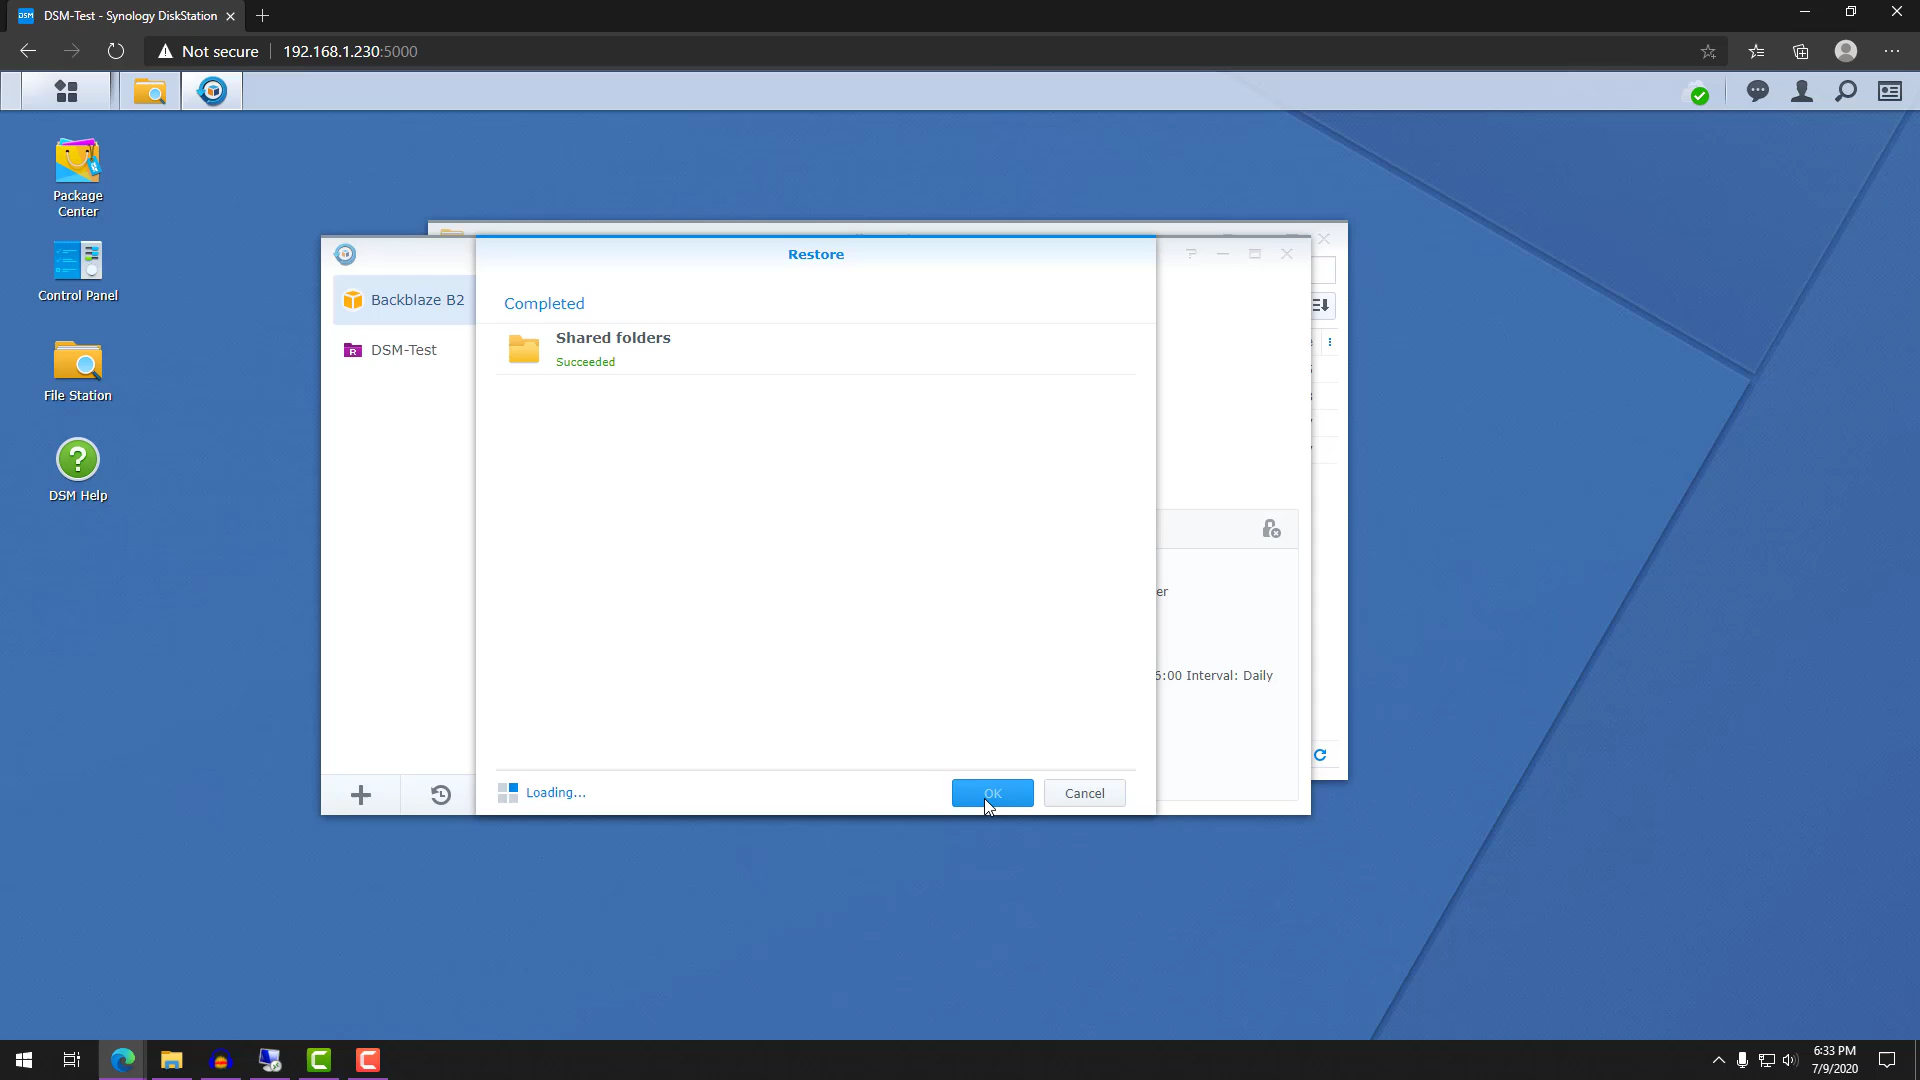 DSM
DSM-Test - Synology DiskStation
Not secure
192.168.1.230:5000
Package
Center
Control Panel
File Station
DSM Help
Restore
Backblaze B2
DSM-Test
Completed
Shared folders
Succeeded
er
6:00 Interval: Daily
Loading...
OK
Cancel
6:33 PM
7/9/2020